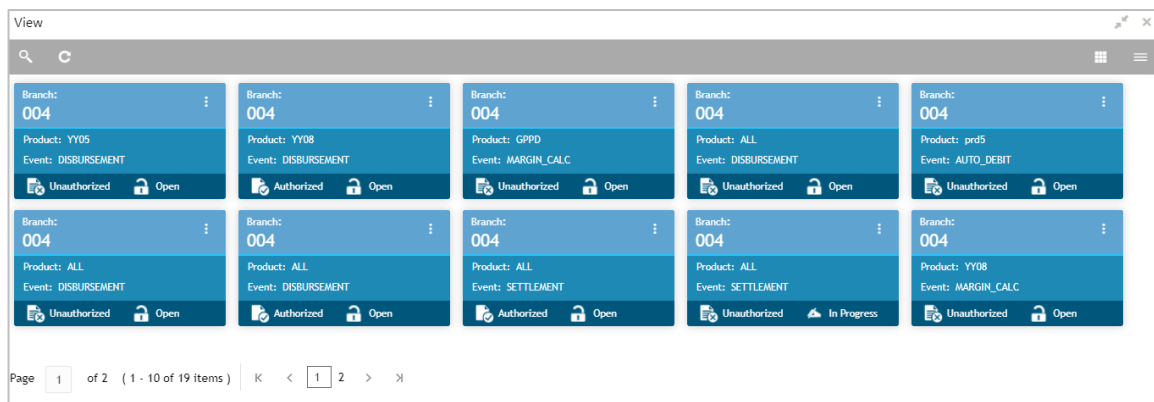 View
Branch:
004
Product: YY05
Event: DISBURSEMENT
Unauthorized Open
Branch:
004
Product: YY08
Event: DISBURSEMENT
Authorized Open
Branch:
004
Product: GPPD
Event: MARGIN_CALC
Unauthorized Open
Branch:
004
Product: ALL
Event: DISBURSEMENT
Unauthorized Open
Branch:
004
Product: prd5
Event: AUTO_DEBIT
Unauthorized Open
Branch:
004
Product: ALL
Event: DISBURSEMENT
Unauthorized Open
Branch:
004
Product: ALL
Event: DISBURSEMENT
Authorized Open
Branch:
004
Product: ALL
Event: SETTLEMENT
Authorized Open
Branch:
004
Product: ALL
Event: SETTLEMENT
Unauthorized In Progress
Branch:
004
Product: YY08
Event: MARGIN_CALC
Unauthorized Open
Page 1 of 2 ( 1 - 10 of 19 items ) 1 2